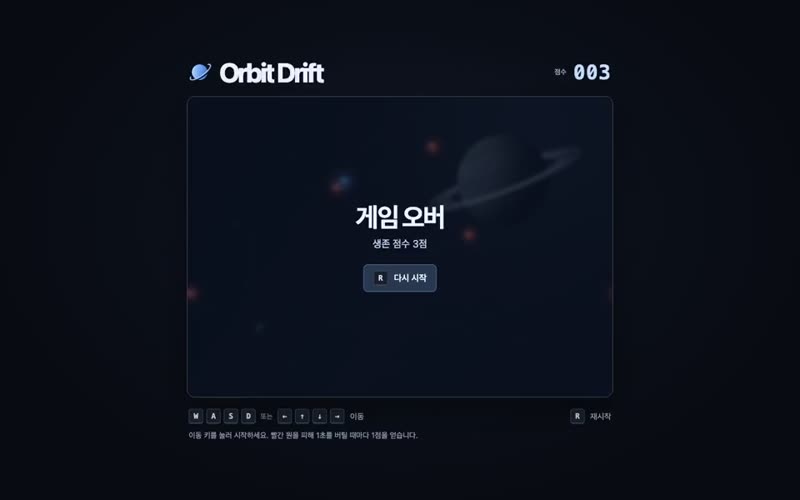 Orbit Drift
점수 003
게임 오버
생존 점수 3점
R 다시 시작
W A S D 또는 ← ↑ ↓ → 이동
R 재시작
이동 키를 눌러 시작하세요. 빨간 원을 피해 1초를 버틸 때마다 1점을 얻습니다.